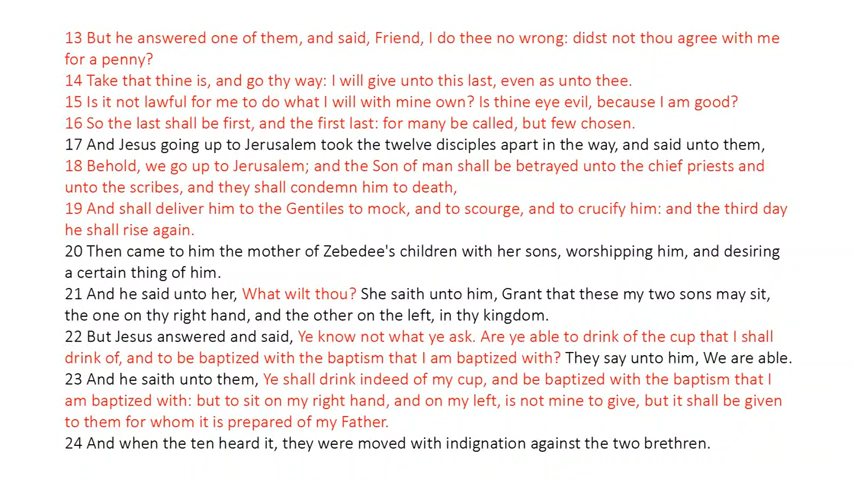 13 But he answered one of them, and said, Friend, I do thee no wrong: didst not thou agree with me
for a penny?
14 Take that thine is, and go thy way: I will give unto this last, even as unto thee.
15 Is it not lawful for me to do what I will with mine own? Is thine eye evil, because I am good?
16 So the last shall be first, and the first last: for many be called, but few chosen.
17 And Jesus going up to Jerusalem took the twelve disciples apart in the way, and said unto them,
18 Behold, we go up to Jerusalem; and the Son of man shall be betrayed unto the chief priests and
unto the scribes, and they shall condemn him to death,
19 And shall deliver him to the Gentiles to mock, and to scourge, and to crucify him: and the third day
he shall rise again.
20 Then came to him the mother of Zebedee's children with her sons, worshipping him, and desiring
a certain thing of him.
21 And he said unto her, What wilt thou? She saith unto him, Grant that these my two sons may sit,
the one on thy right hand, and the other on the left, in thy kingdom.
22 But Jesus answered and said, Ye know not what ye ask. Are ye able to drink of the cup that I shall
drink of, and to be baptized with the baptism that I am baptized with? They say unto him, We are able.
23 And he saith unto them, Ye shall drink indeed of my cup, and be baptized with the baptism that I
am baptized with: but to sit on my right hand, and on my left, is not mine to give, but it shall be given
to them for whom it is prepared of my Father.
24 And when the ten heard it, they were moved with indignation against the two brethren.